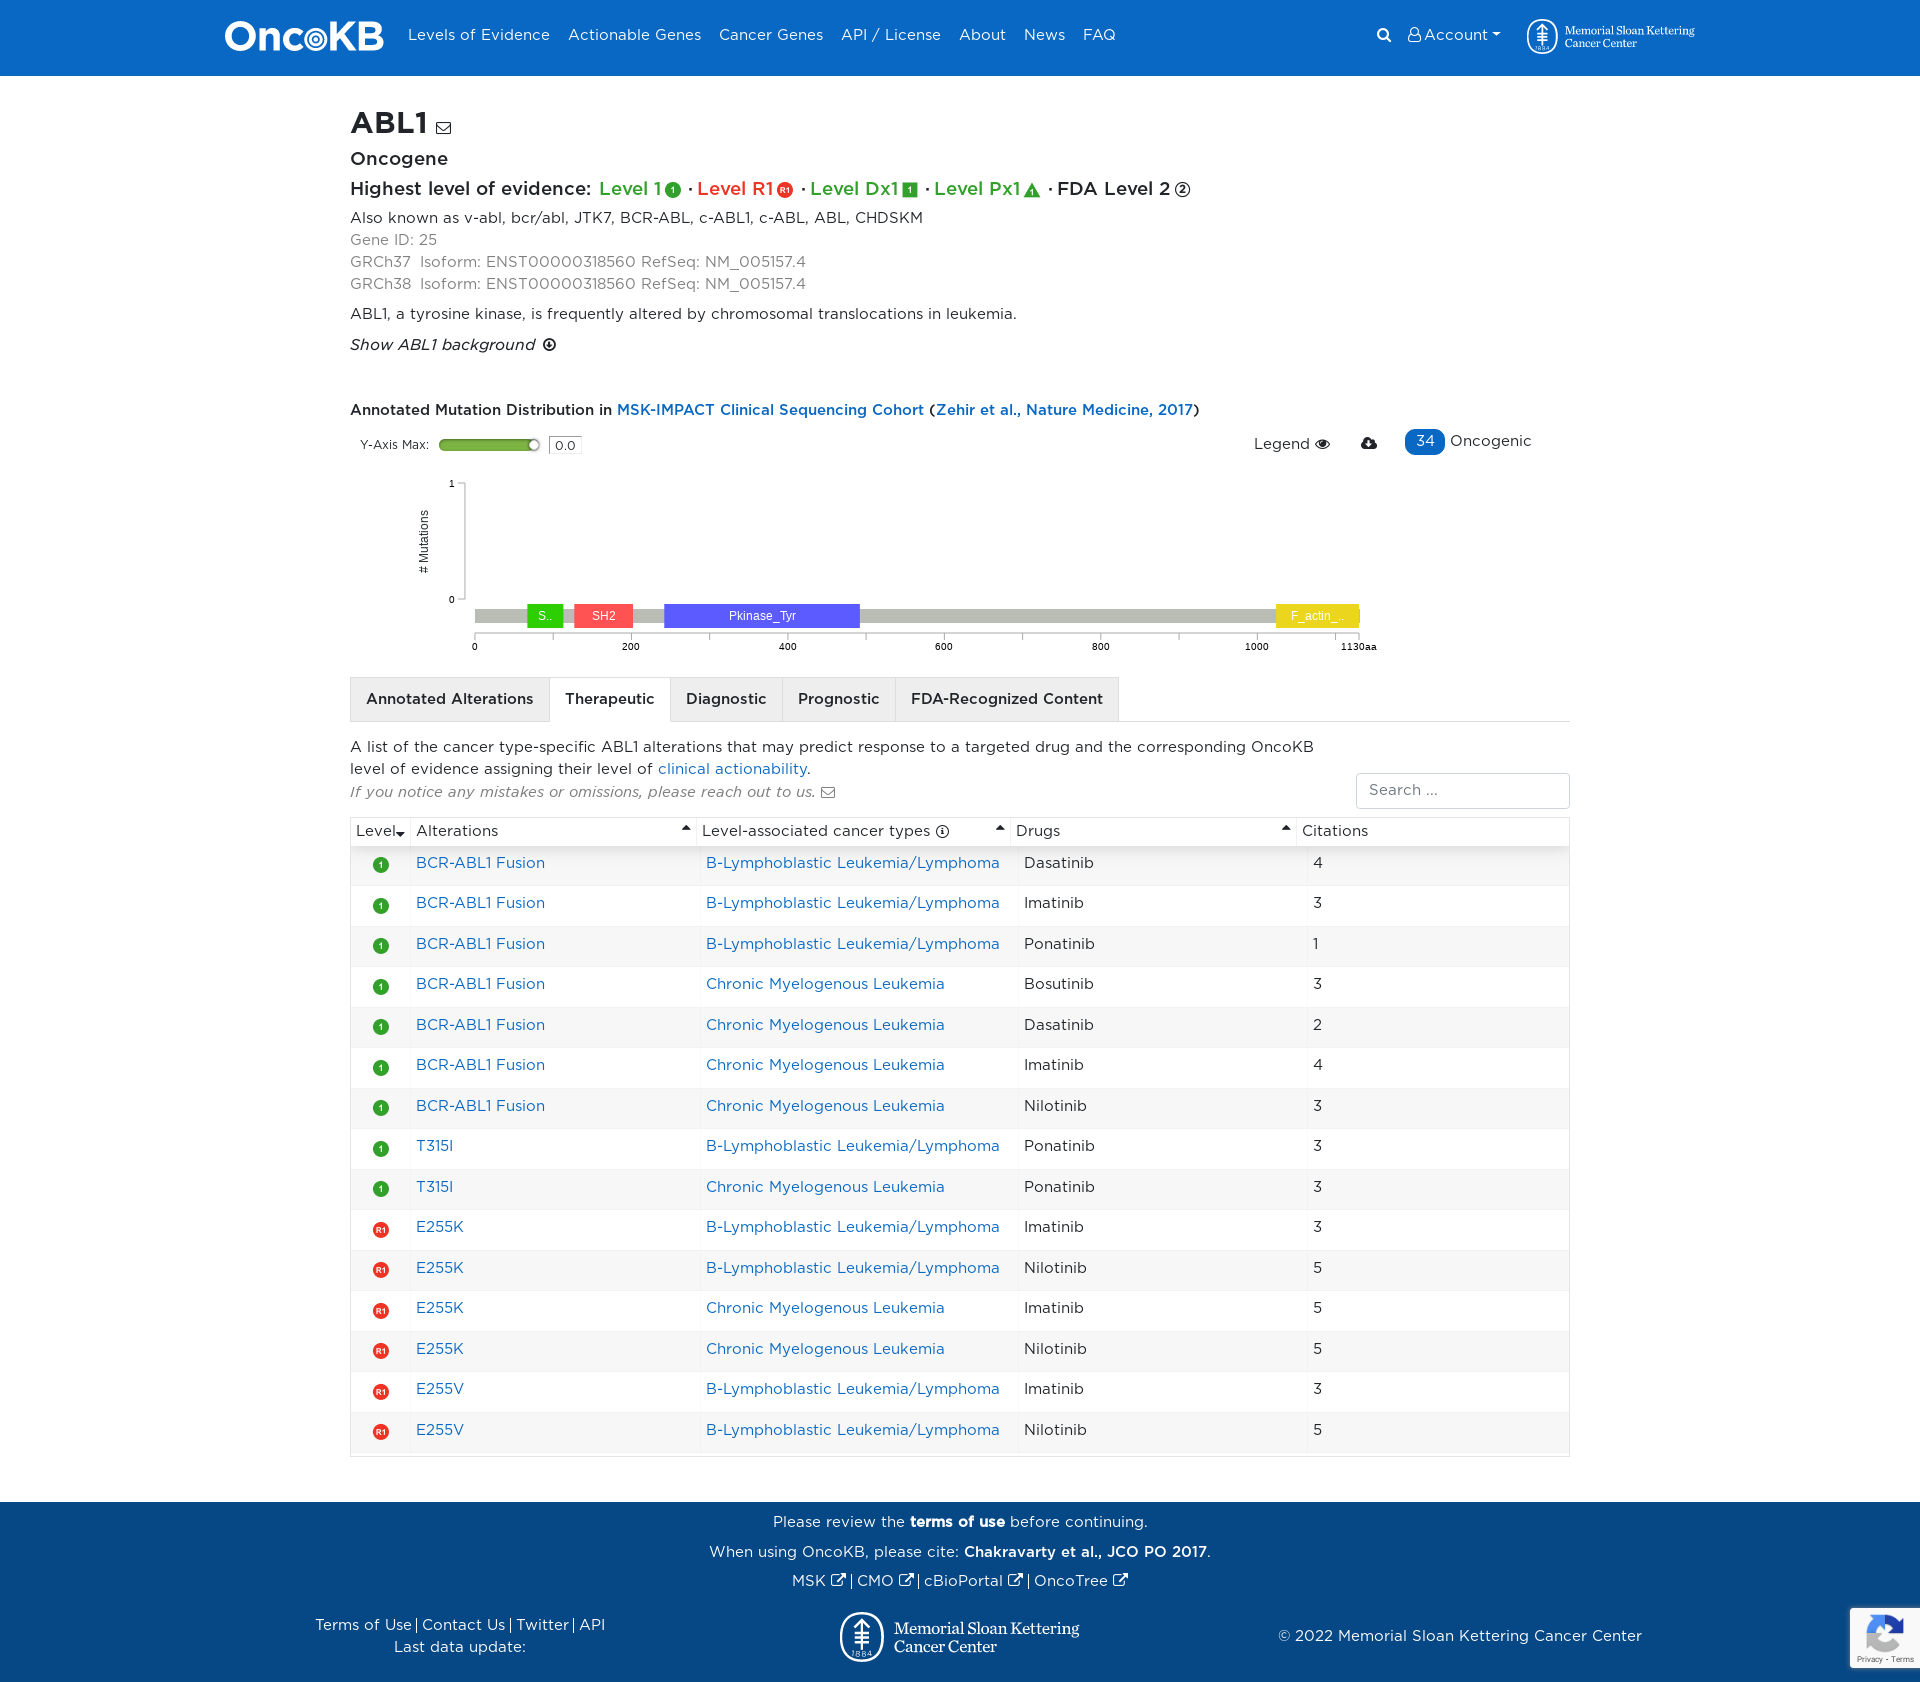 OncoKB Levels of Evidence Actionable Genes Cancer Genes API / License About News FAQ Account Memorial Sloan Kettering Cancer Center 1884
ABL1
Oncogene
Highest level of evidence: Level 1 1 · Level R1 R1 · Level Dx1 1 · Level Px1 1 · FDA Level 2 2
Also known as v-abl, bcr/abl, JTK7, BCR-ABL, c-ABL1, c-ABL, ABL, CHDSKM
Gene ID: 25
GRCh37 Isoform: ENST00000318560 RefSeq: NM_005157.4
GRCh38 Isoform: ENST00000318560 RefSeq: NM_005157.4
ABL1, a tyrosine kinase, is frequently altered by chromosomal translocations in leukemia.
Show ABL1 background
Annotated Mutation Distribution in MSK-IMPACT Clinical Sequencing Cohort (Zehir et al., Nature Medicine, 2017)
Y-Axis Max: 0.0 Legend 34 Oncogenic
1
# Mutations
0
S.. SH2 Pkinase_Tyr F_actin_..
0 200 400 600 800 1000 1130aa
Annotated Alterations Therapeutic Diagnostic Prognostic FDA-Recognized Content
A list of the cancer type-specific ABL1 alterations that may predict response to a targeted drug and the corresponding OncoKB
level of evidence assigning their level of clinical actionability.
If you notice any mistakes or omissions, please reach out to us.
Search ...
Level Alterations Level-associated cancer types Drugs Citations
1 BCR-ABL1 Fusion B-Lymphoblastic Leukemia/Lymphoma Dasatinib 4
1 BCR-ABL1 Fusion B-Lymphoblastic Leukemia/Lymphoma Imatinib 3
1 BCR-ABL1 Fusion B-Lymphoblastic Leukemia/Lymphoma Ponatinib 1
1 BCR-ABL1 Fusion Chronic Myelogenous Leukemia Bosutinib 3
1 BCR-ABL1 Fusion Chronic Myelogenous Leukemia Dasatinib 2
1 BCR-ABL1 Fusion Chronic Myelogenous Leukemia Imatinib 4
1 BCR-ABL1 Fusion Chronic Myelogenous Leukemia Nilotinib 3
1 T315I B-Lymphoblastic Leukemia/Lymphoma Ponatinib 3
1 T315I Chronic Myelogenous Leukemia Ponatinib 3
R1 E255K B-Lymphoblastic Leukemia/Lymphoma Imatinib 3
R1 E255K B-Lymphoblastic Leukemia/Lymphoma Nilotinib 5
R1 E255K Chronic Myelogenous Leukemia Imatinib 5
R1 E255K Chronic Myelogenous Leukemia Nilotinib 5
R1 E255V B-Lymphoblastic Leukemia/Lymphoma Imatinib 3
R1 E255V B-Lymphoblastic Leukemia/Lymphoma Nilotinib 5
Please review the terms of use before continuing.
When using OncoKB, please cite: Chakravarty et al., JCO PO 2017.
MSK | CMO | cBioPortal | OncoTree
Terms of Use | Contact Us | Twitter | API
Last data update:
Memorial Sloan Kettering
Cancer Center
1884
© 2022 Memorial Sloan Kettering Cancer Center
Privacy - Terms